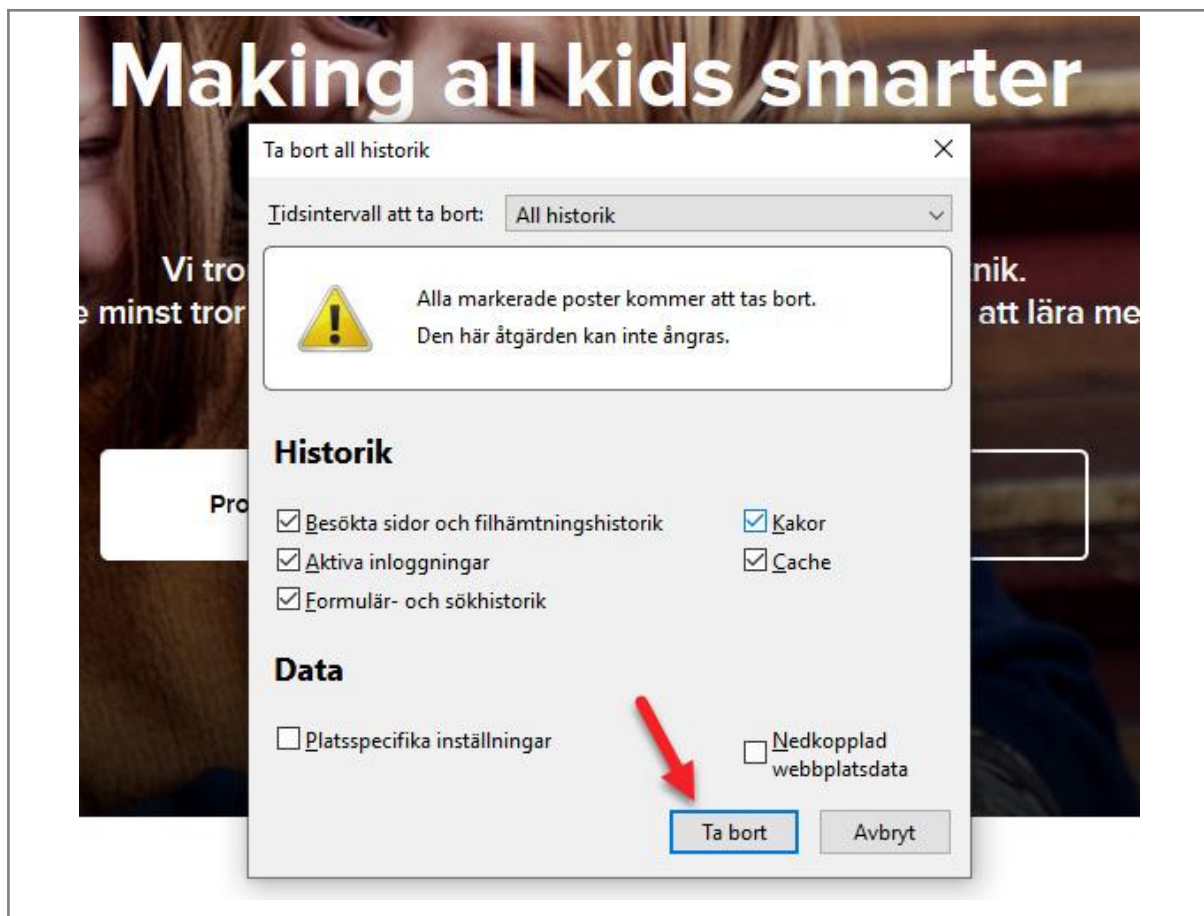 Making all kids smarter
Ta bort all historik
Tidsintervall att ta bort: All historik
Vi tror nik.
e minst tror att lära me
Alla markerade poster kommer att tas bort.
Den här åtgärden kan inte ångras.
Historik
Pro
Besökta sidor och filhämtningshistorik Kakor
Aktiva inloggningar Cache
Formulär- och sökhistorik
Data
Platsspecifika inställningar Nedkopplad
webbplatsdata
Ta bort Avbryt